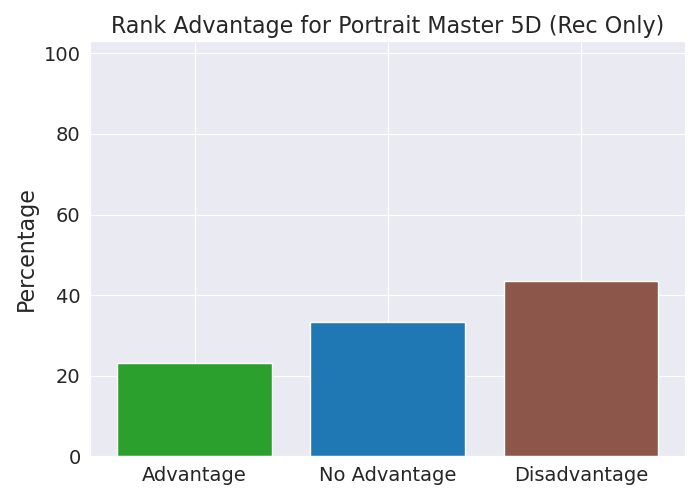 Rank Advantage for Portrait Master 5D (Rec Only)
100
80
60
40
20
0
Percentage
Advantage
No Advantage
Disadvantage